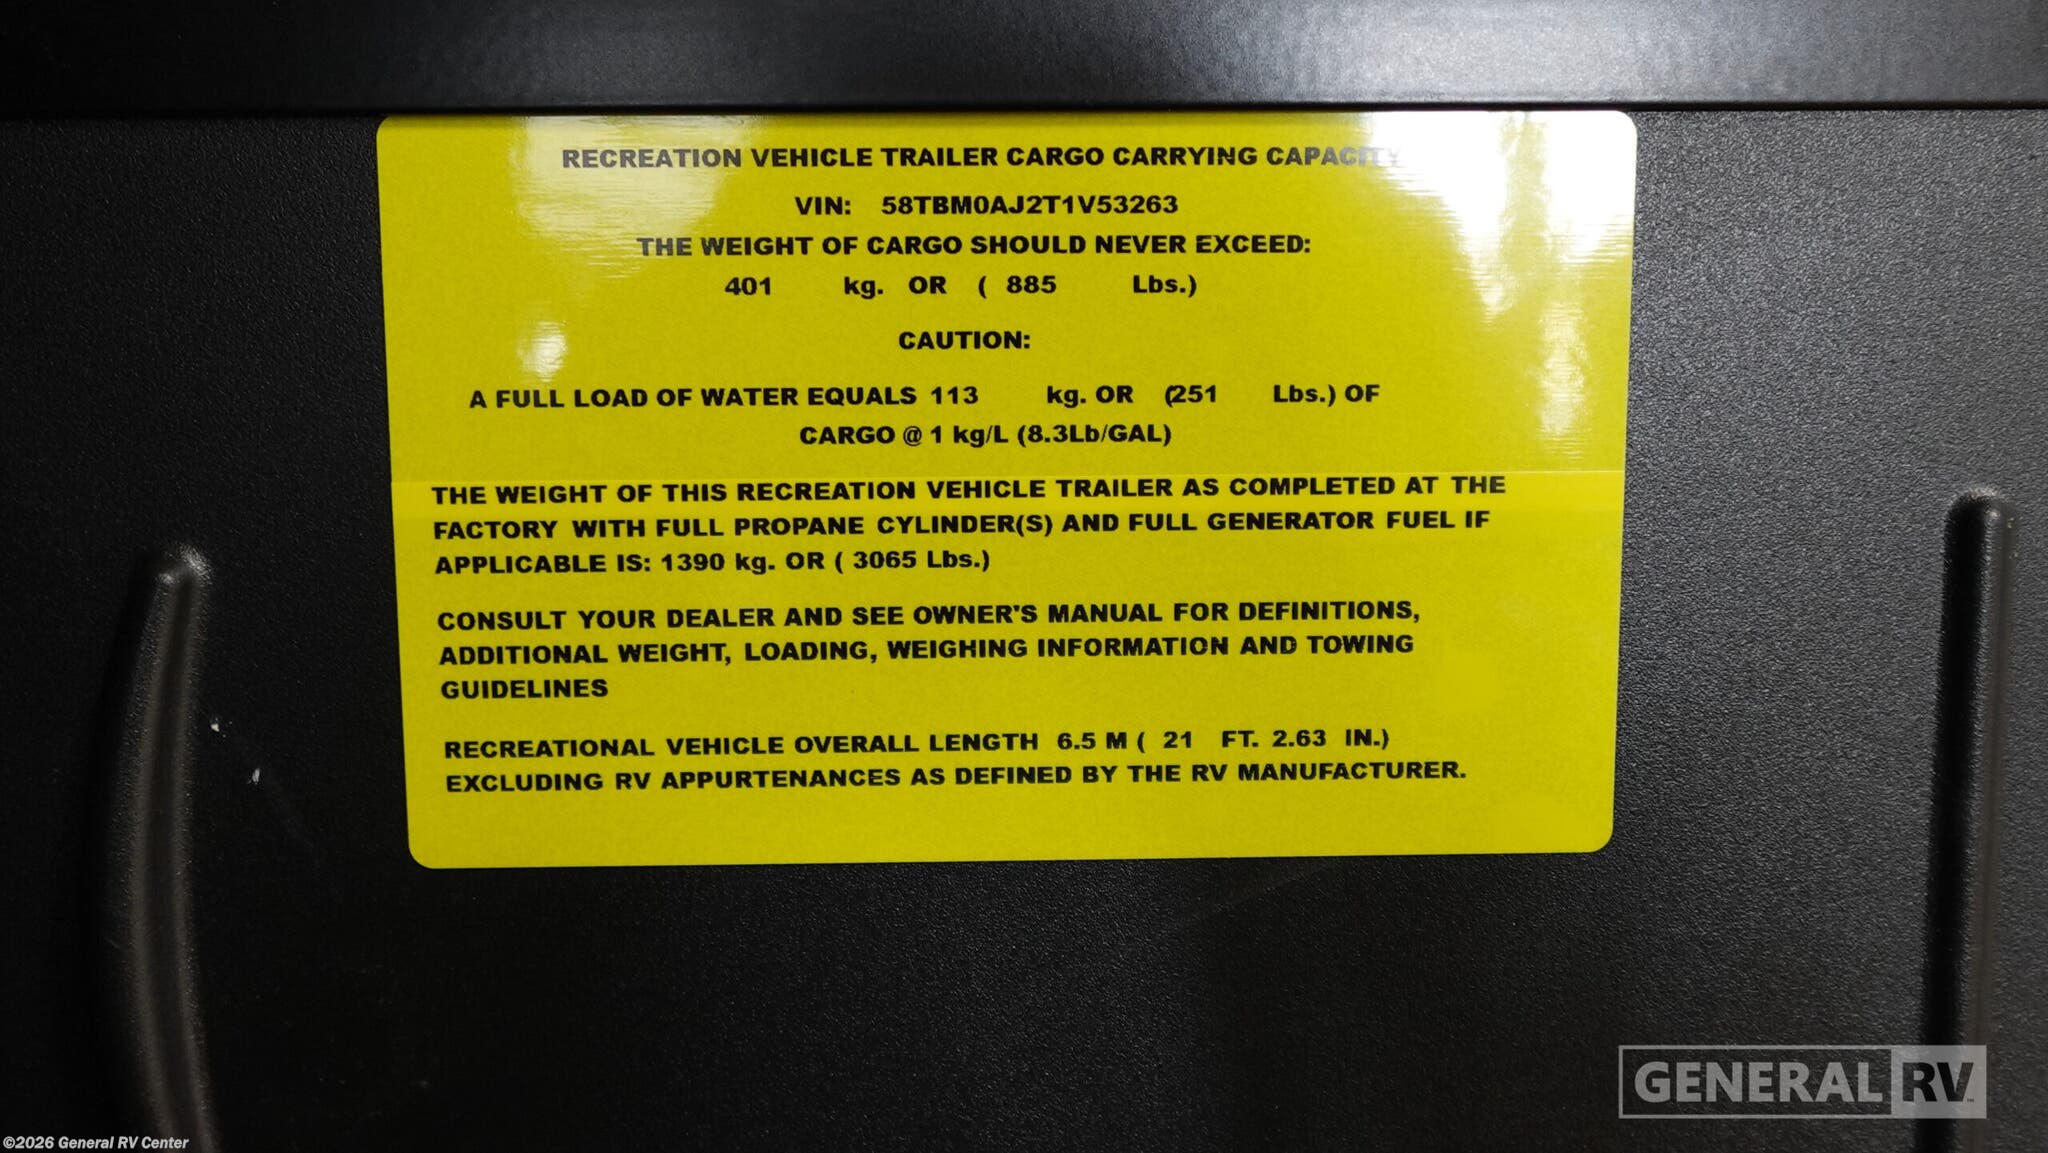 RECREATION VEHICLE TRAILER CARGO CARRYING CAPACITY
VIN: 58TBM0AJ2T1V53263
THE WEIGHT OF CARGO SHOULD NEVER EXCEED:
401 kg. OR ( 885 Lbs.)
CAUTION:
A FULL LOAD OF WATER EQUALS 113 kg. OR (251 Lbs.) OF
CARGO @ 1 kg/L (8.3Lb/GAL)
THE WEIGHT OF THIS RECREATION VEHICLE TRAILER AS COMPLETED AT THE
FACTORY WITH FULL PROPANE CYLINDER(S) AND FULL GENERATOR FUEL IF
APPLICABLE IS: 1390 kg. OR ( 3065 Lbs.)
CONSULT YOUR DEALER AND SEE OWNER'S MANUAL FOR DEFINITIONS,
ADDITIONAL WEIGHT, LOADING, WEIGHING INFORMATION AND TOWING
GUIDELINES
RECREATIONAL VEHICLE OVERALL LENGTH 6.5 M ( 21 FT. 2.63 IN.)
EXCLUDING RV APPURTENANCES AS DEFINED BY THE RV MANUFACTURER.
GENERAL RV
©2026 General RV Center